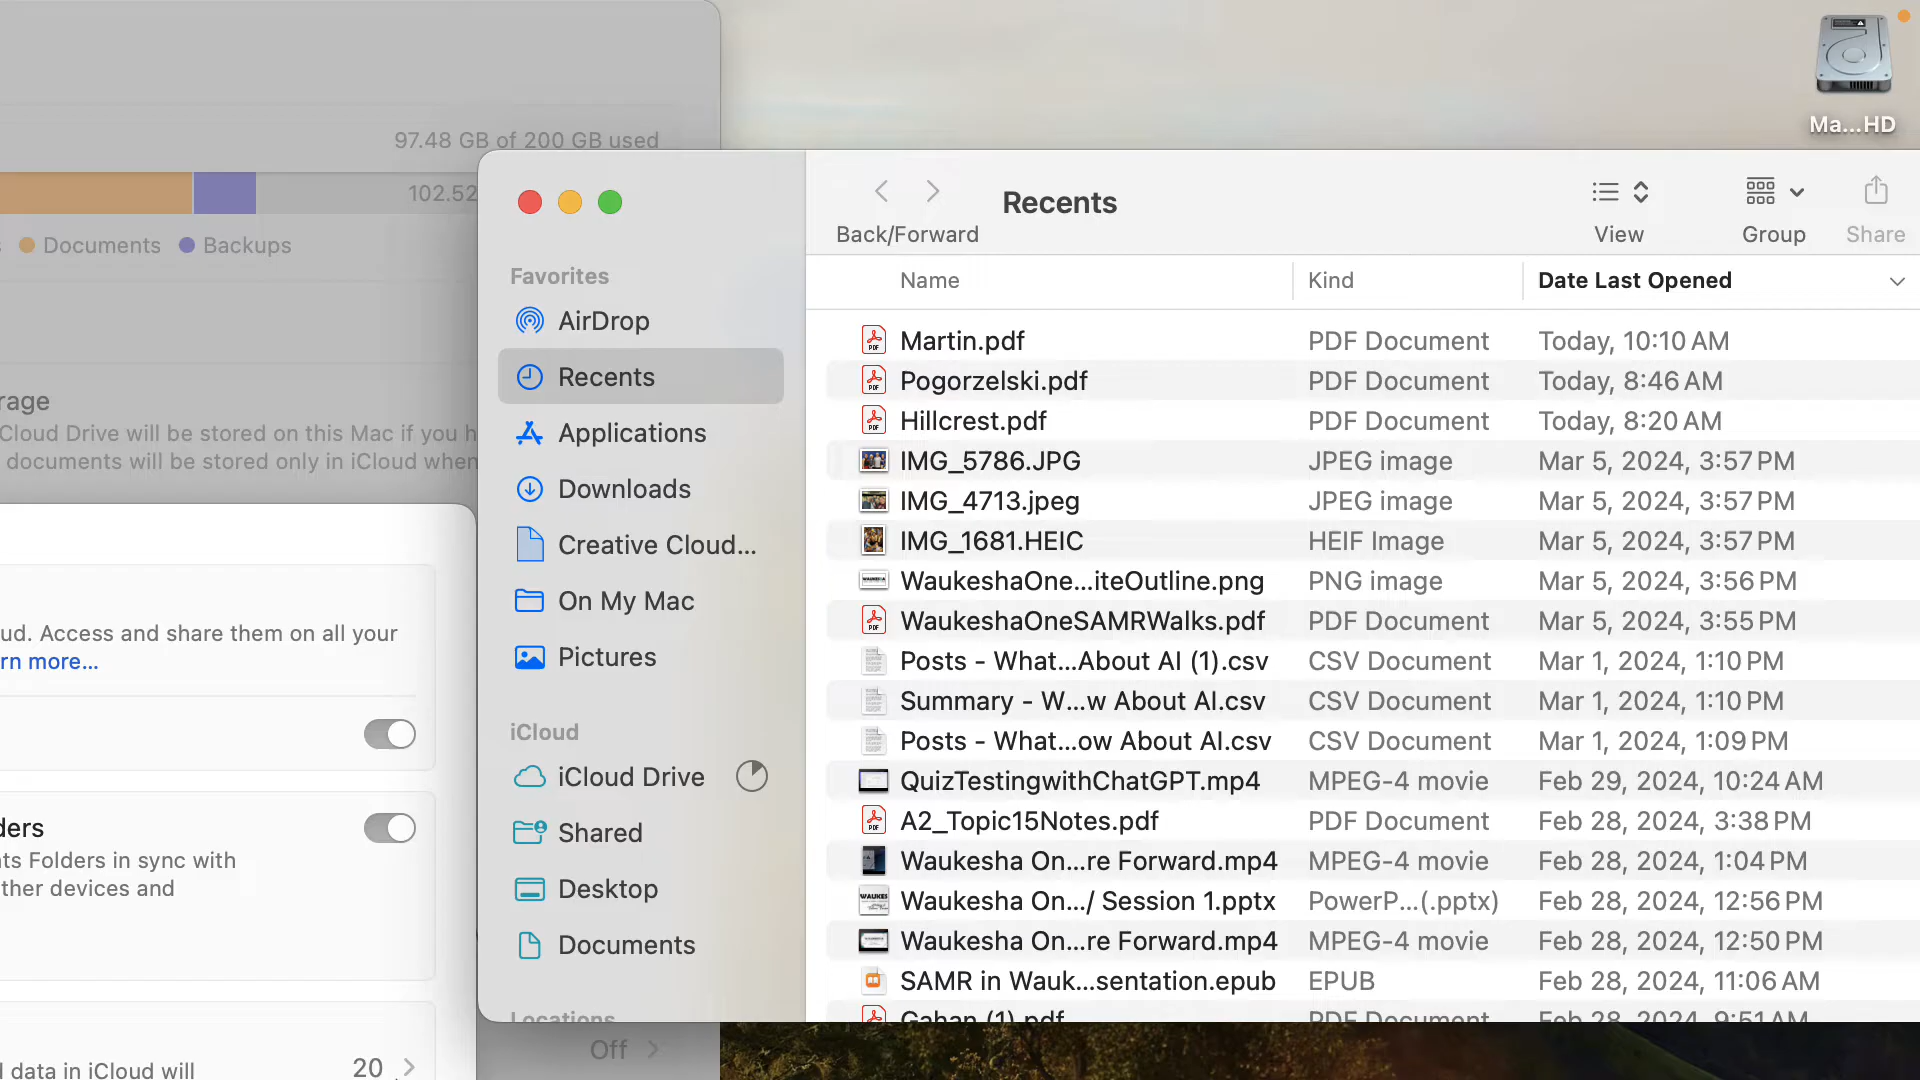 97.48 GB of 200 GB used
102.52
Documents
Backups
rage
Cloud Drive will be stored on this Mac if you h
documents will be stored only in iCloud when
ud. Access and share them on all your
rn more...
ders
ts Folders in sync with
ther devices and
data in iCloud will
20
Off
Ma...HD
Favorites
AirDrop
Recents
Applications
Downloads
Creative Cloud...
On My Mac
Pictures
iCloud
iCloud Drive
Shared
Desktop
Documents
Locations
Back/Forward
Recents
View
Group
Share
Name Kind Date Last Opened
Martin.pdf PDF Document Today, 10:10 AM
Pogorzelski.pdf PDF Document Today, 8:46 AM
Hillcrest.pdf PDF Document Today, 8:20 AM
IMG_5786.JPG JPEG image Mar 5, 2024, 3:57 PM
IMG_4713.jpeg JPEG image Mar 5, 2024, 3:57 PM
IMG_1681.HEIC HEIF Image Mar 5, 2024, 3:57 PM
WaukeshaOne...iteOutline.png PNG image Mar 5, 2024, 3:56 PM
WaukeshaOneSAMRWalks.pdf PDF Document Mar 5, 2024, 3:55 PM
Posts - What...About AI (1).csv CSV Document Mar 1, 2024, 1:10 PM
Summary - W...w About AI.csv CSV Document Mar 1, 2024, 1:10 PM
Posts - What...ow About AI.csv CSV Document Mar 1, 2024, 1:09 PM
QuizTestingwithChatGPT.mp4 MPEG-4 movie Feb 29, 2024, 10:24 AM
A2_Topic15Notes.pdf PDF Document Feb 28, 2024, 3:38 PM
Waukesha On...re Forward.mp4 MPEG-4 movie Feb 28, 2024, 1:04 PM
Waukesha On.../ Session 1.pptx PowerP...(.pptx) Feb 28, 2024, 12:56 PM
Waukesha On...re Forward.mp4 MPEG-4 movie Feb 28, 2024, 12:50 PM
SAMR in Wauk...sentation.epub EPUB Feb 28, 2024, 11:06 AM
Gahan (1).pdf PDF Document Feb 28, 2024, 9:51 AM